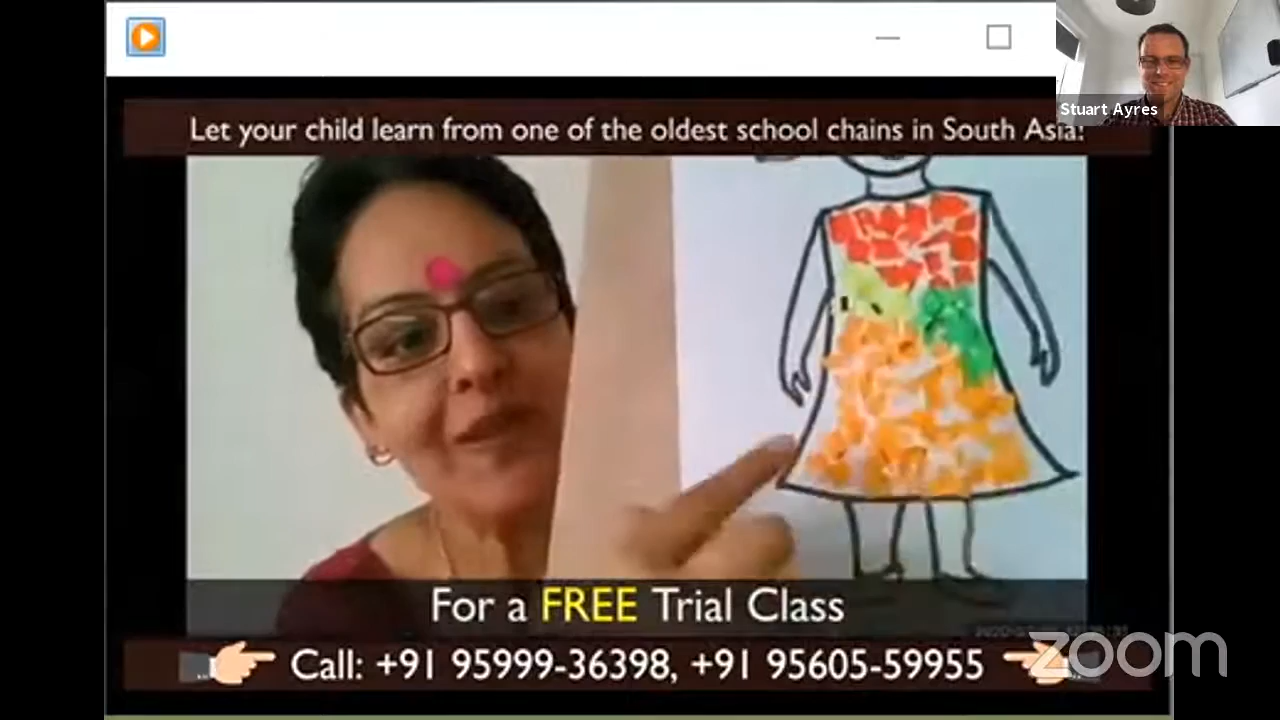 Stuart Ayres
Let your child learn from one of the oldest school chains in South Asia!
For a FREE Trial Class
Call: +91 95999-36398, +91 95605-59955
zoom